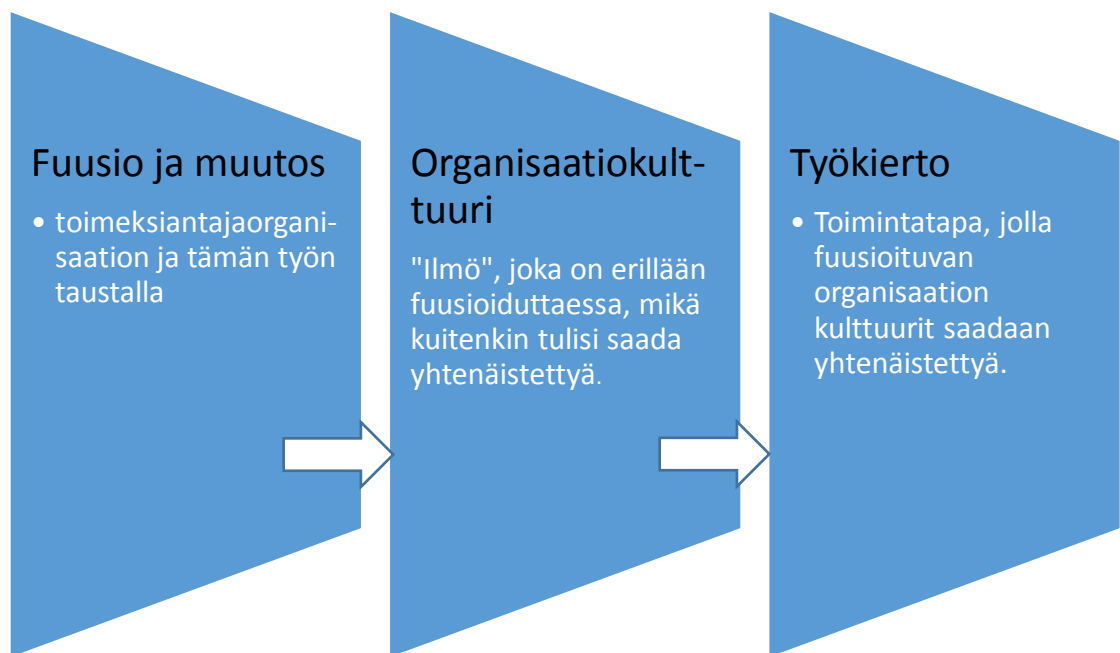 Fuusio ja muutos
• toimeksiantajaorgani-
saation ja tämän työn
taustalla
Organisaatiokult-
tuuri
"Ilmö", joka on erillään
fuusioiduttaessa, mikä
kuitenkin tulisi saada
yhtenäistettyä.
Työkierto
• Toimintatapa, jolla
fuusioituvan
organisaation
kulttuurit saadaan
yhtenäistettyä.